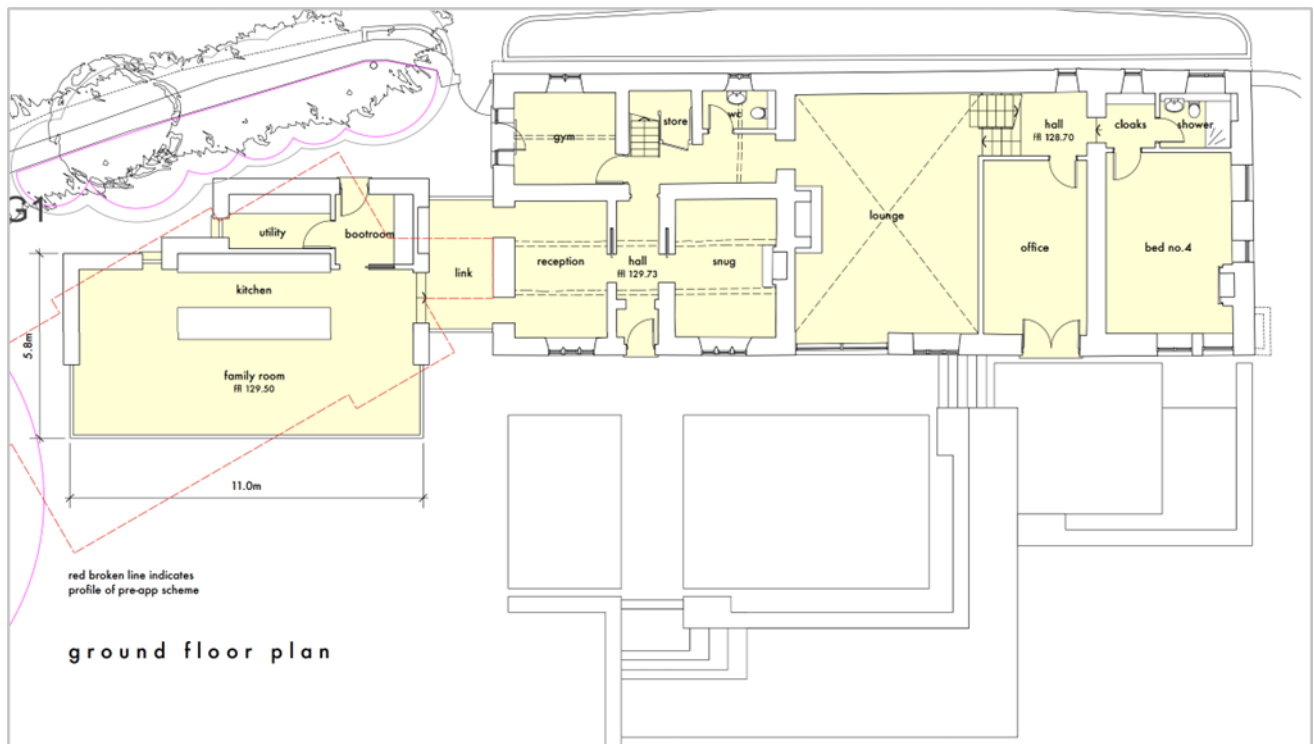 G1
gym
store
wc
hall
ffl 128.70
cloaks
shower
utility
bootroom
lounge
link
reception
hall
ffl 129.73
snug
office
bed no.4
kitchen
5.8m
family room
ffl 129.50
11.0m
red broken line indicates
profile of pre-app scheme
ground floor plan